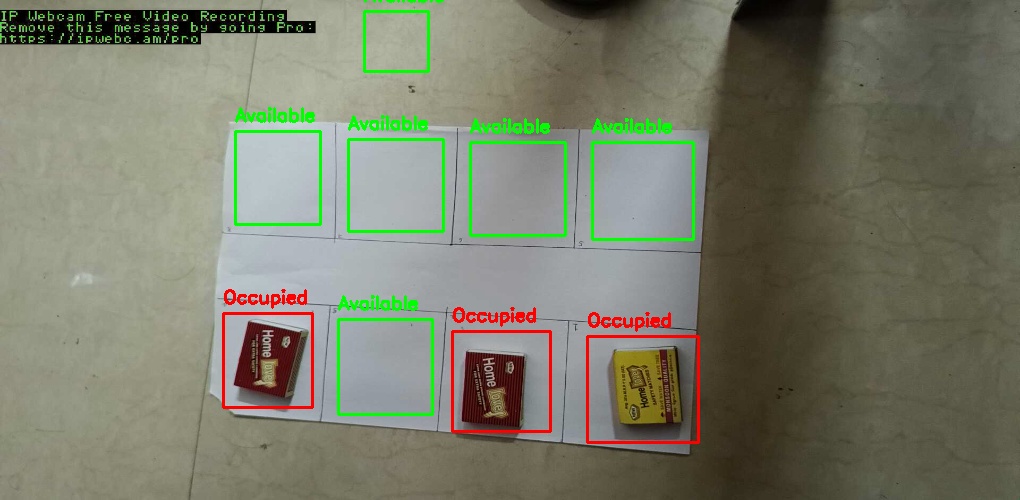 IP Webcam Free Video Recording
Remove this message by going Pro:
https://ipwebc.am/pro
Available
Available
Available
Available
Available
Occupied
Available
Occupied
Occupied
Home
Home
Home